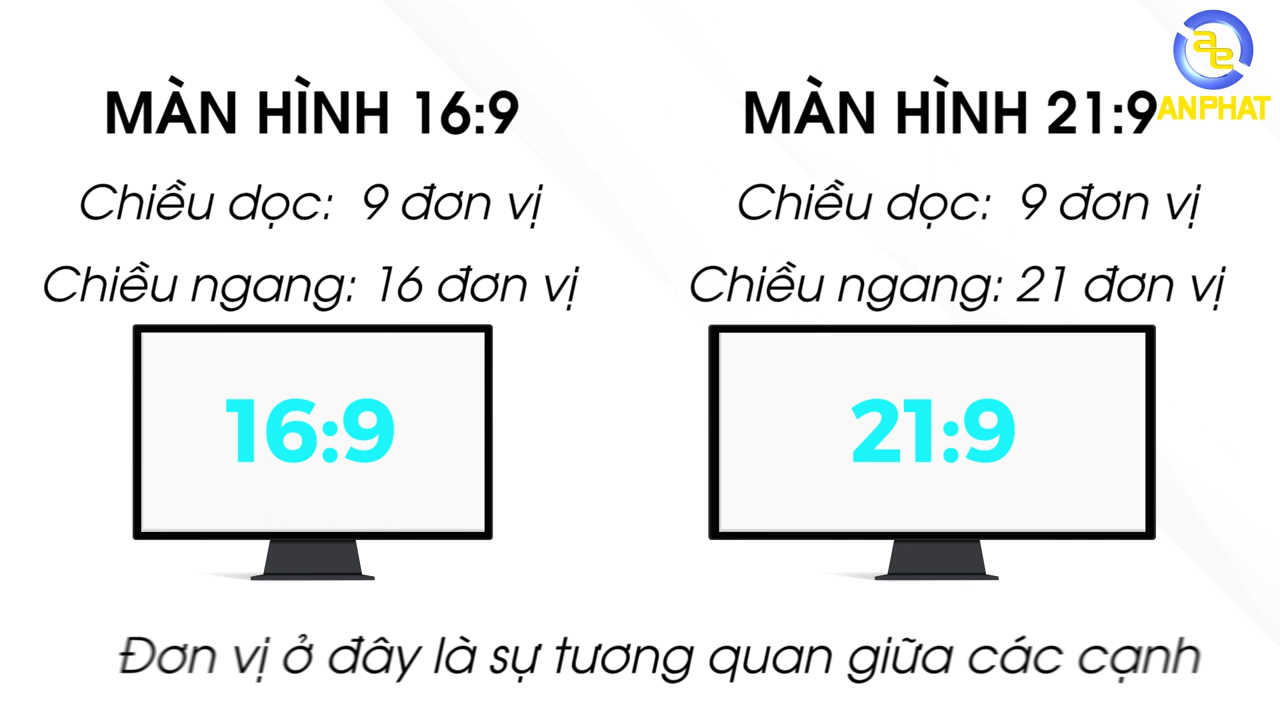 MÀN HÌNH 16:9
Chiều dọc: 9 đơn vị
Chiều ngang: 16 đơn vị
16:9
MÀN HÌNH 21:9
Chiều dọc: 9 đơn vị
Chiều ngang: 21 đơn vị
21:9
ANPHAT
Đơn vị ở đây là sự tương quan giữa các cạnh